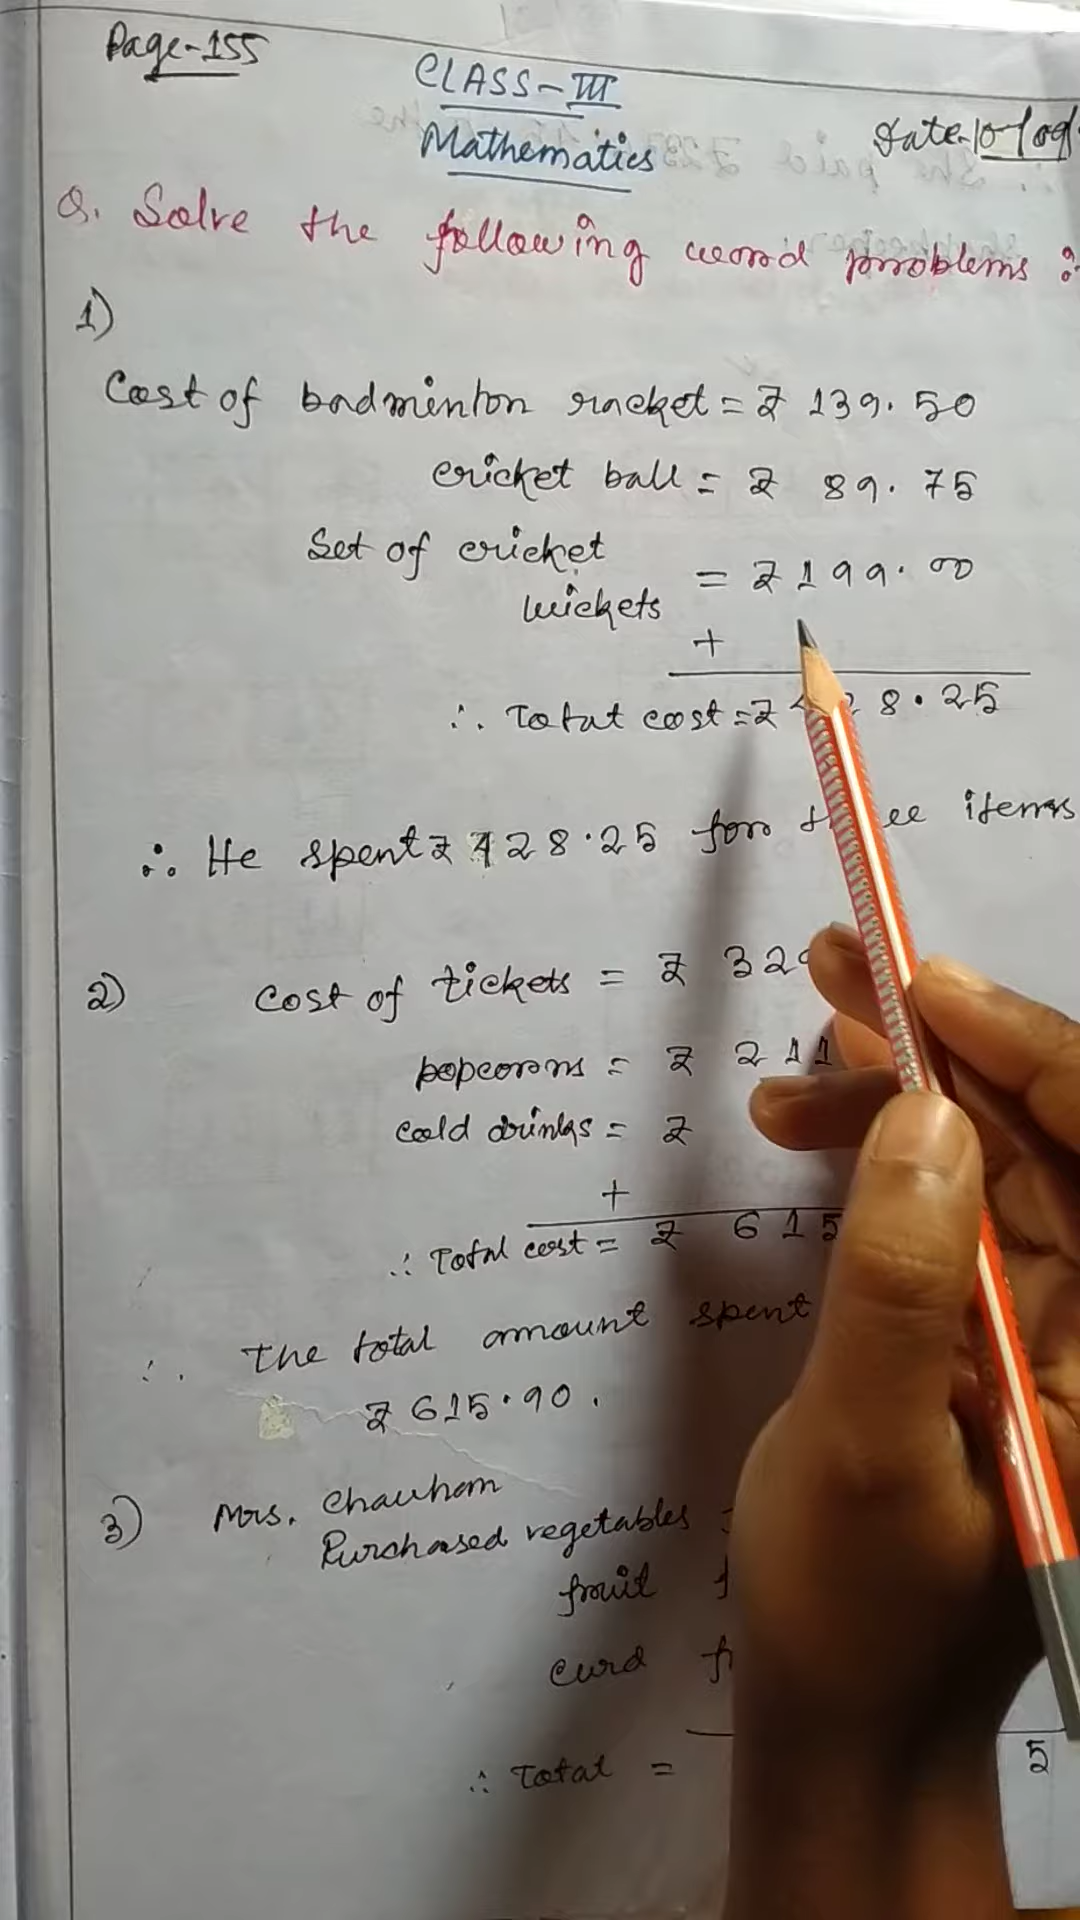 Page-155
CLASS-III
Mathematics
Date-10/09
Q. Solve the following word problems :-
1)
Cost of badminton racket = ₹ 139.50
cricket ball = ₹ 89.75
Set of cricket
wickets = ₹ 199.00
+
∴ Total cost = ₹ 28.25
∴ He spent ₹ 428.25 for items
2) Cost of tickets = ₹ 32
popcorns = ₹ 211
cold drinks = ₹
+
∴ Total cost = ₹ 615
∴ The total amount spent
₹ 615.90.
3) Mrs. Chauhan
Purchased vegetables
fruit
curd
∴ Total = 5